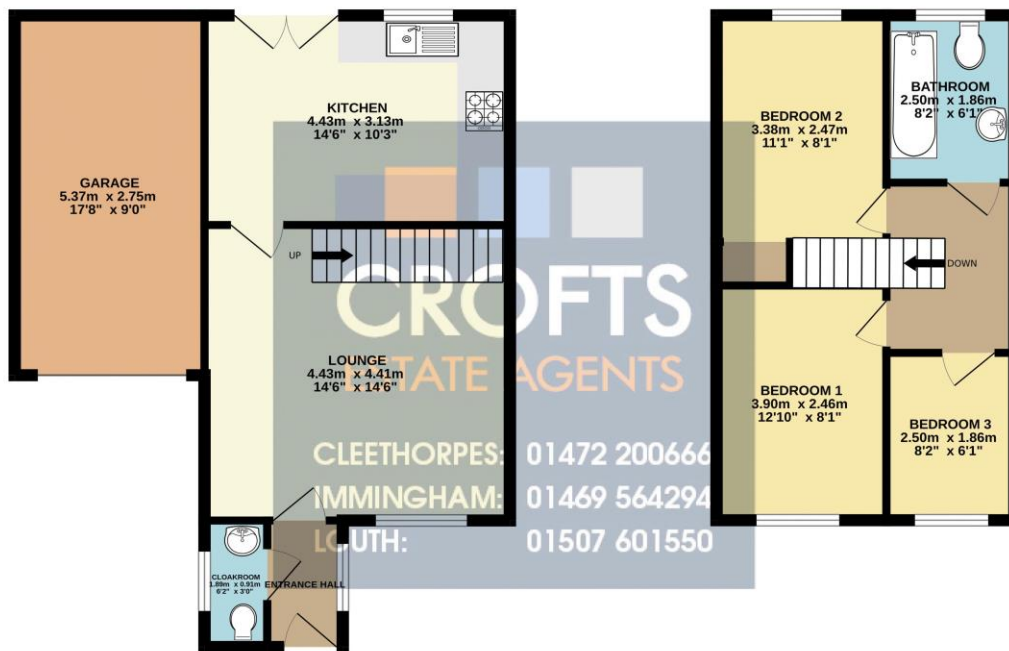 GARAGE
5.37m x 2.75m
17'8" x 9'0"
KITCHEN
4.43m x 3.13m
14'6" x 10'3"
UP
LOUNGE
4.43m x 4.41m
14'6" x 14'6"
CLOAKROOM
1.89m x 0.91m
6'2" x 3'0"
ENTRANCE HALL
BEDROOM 2
3.38m x 2.47m
11'1" x 8'1"
BATHROOM
2.50m x 1.86m
8'2" x 6'1"
DOWN
BEDROOM 1
3.90m x 2.46m
12'10" x 8'1"
BEDROOM 3
2.50m x 1.86m
8'2" x 6'1"
CROFTS
ESTATE AGENTS
CLEETHORPES: 01472 200666
IMMINGHAM: 01469 564294
LOUTH: 01507 601550